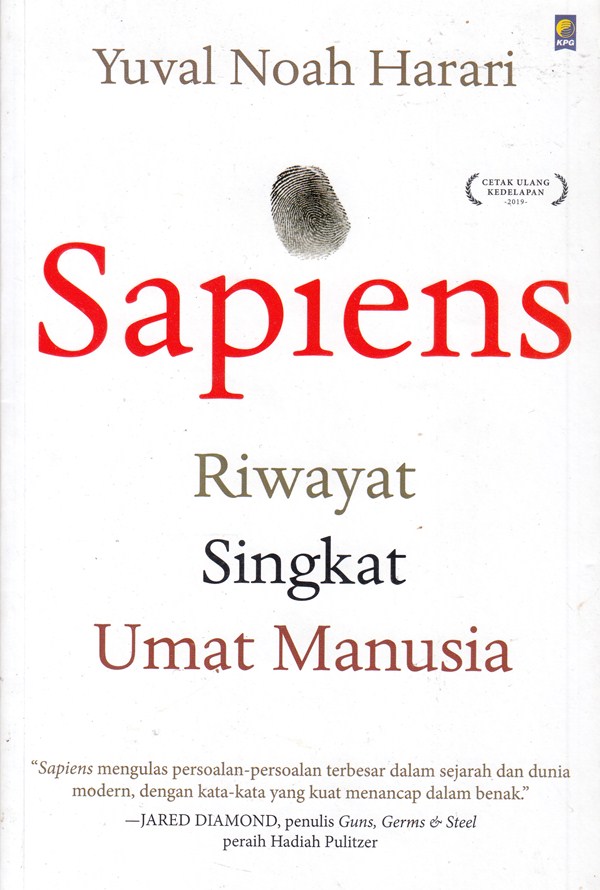 Yuval Noah Harari
KPG
CETAK ULANG
KEDELAPAN
-2019-
Sapiens
Riwayat
Singkat
Umat Manusia
“Sapiens mengulas persoalan-persoalan terbesar dalam sejarah dan dunia
modern, dengan kata-kata yang kuat menancap dalam benak.”
—JARED DIAMOND, penulis Guns, Germs & Steel
peraih Hadiah Pulitzer